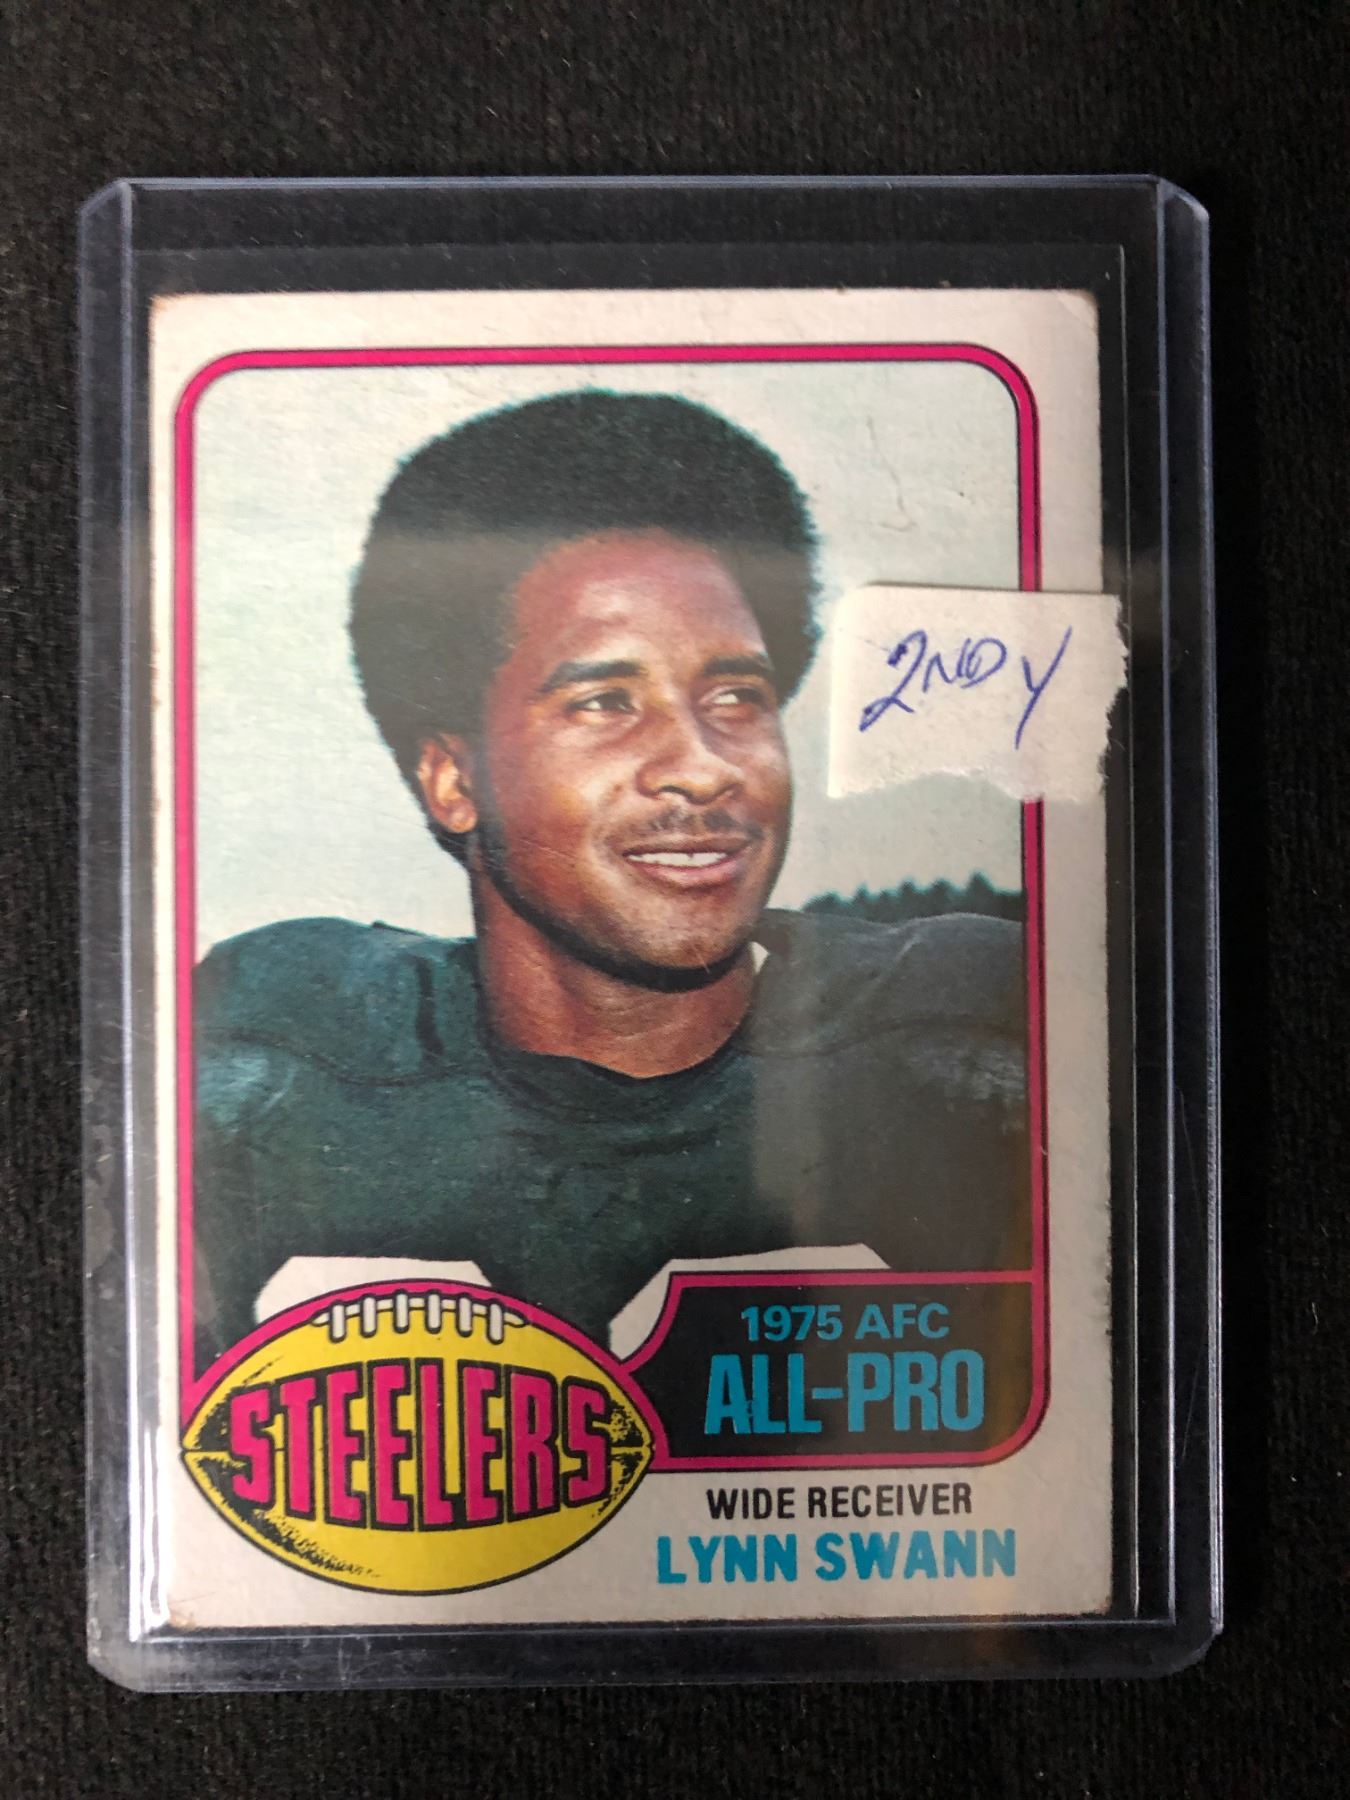 2ND Y
STEELERS
1975 AFC
ALL-PRO
WIDE RECEIVER
LYNN SWANN